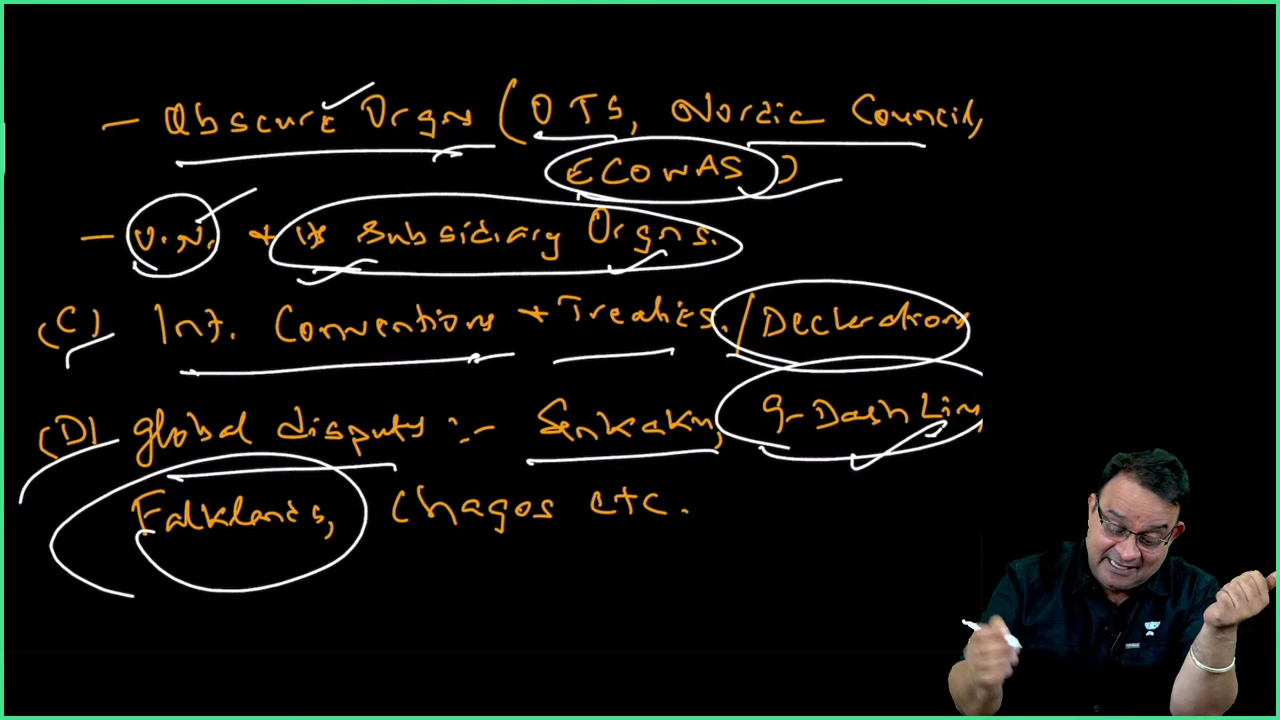 - Obscure Orgns (OTS, Nordic Council,
ECOWAS)
- U.N. + its subsidiary Orgns.
(C) Int. Conventions + Treaties. / Declarations
(D) global disputs :- Senkaku, 9-Dash Line,
Falklands, Chagos etc.